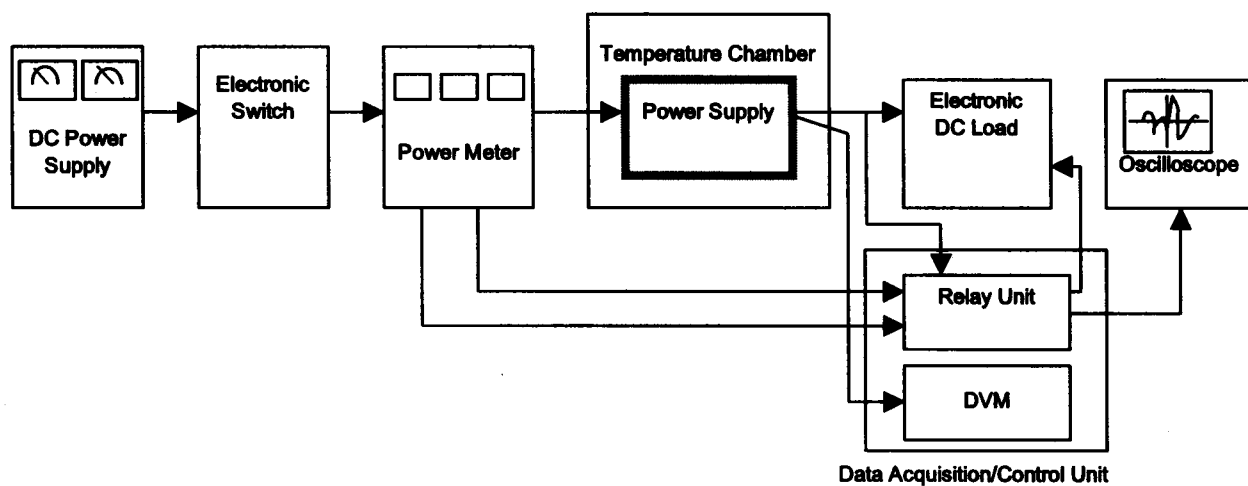 DC Power
Supply
Electronic
Switch
Power Meter
Temperature Chamber
Power Supply
Electronic
DC Load
Oscilloscope
Relay Unit
DVM
Data Acquisition/Control Unit